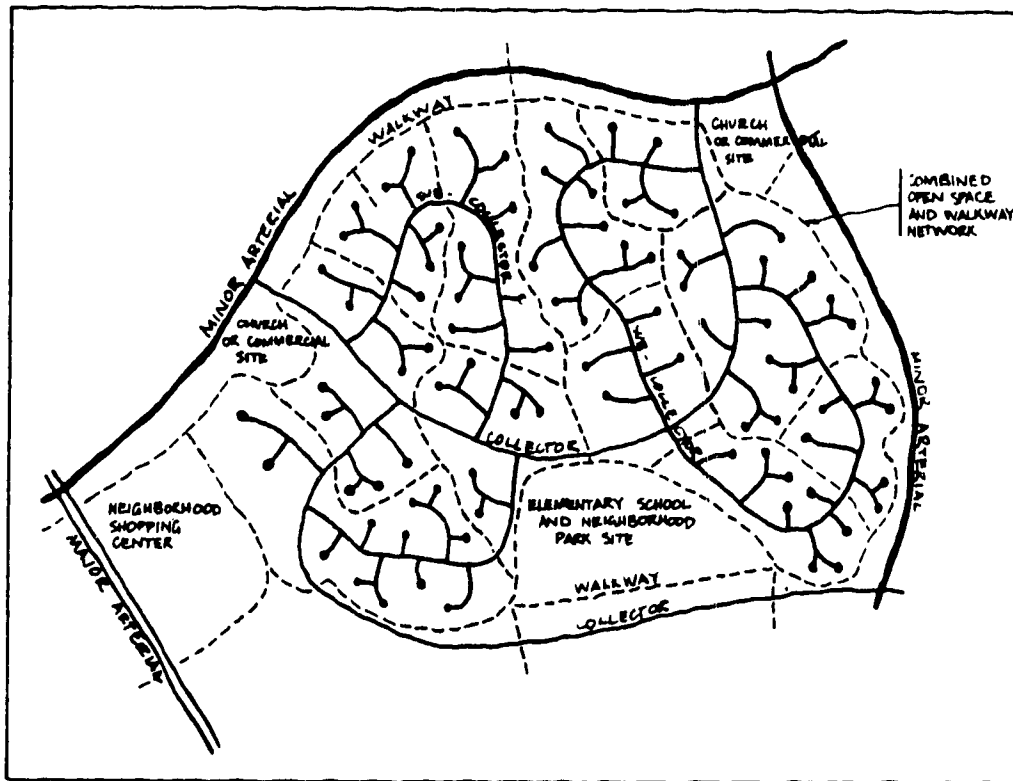 WALKWAY
CHURCH
OR COMMERCIAL
SITE
COMBINED
OPEN SPACE
AND WALKWAY
NETWORK
MINOR ARTERIAL
SUB
COLLECTOR
CHURCH
OR COMMERCIAL
SITE
SUB COLLECTOR
MINOR ARTERIAL
COLLECTOR
NEIGHBORHOOD
SHOPPING
CENTER
ELEMENTARY SCHOOL
AND NEIGHBORHOOD
PARK SITE
MAJOR ARTERIAL
WALKWAY
COLLECTOR